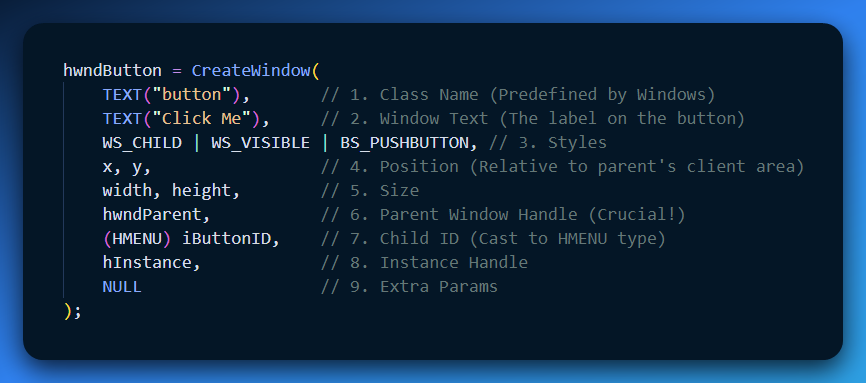 hwndButton = CreateWindow(
    TEXT("button"),       // 1. Class Name (Predefined by Windows)
    TEXT("Click Me"),     // 2. Window Text (The label on the button)
    WS_CHILD | WS_VISIBLE | BS_PUSHBUTTON, // 3. Styles
    x, y,                 // 4. Position (Relative to parent's client area)
    width, height,        // 5. Size
    hwndParent,           // 6. Parent Window Handle (Crucial!)
    (HMENU) iButtonID,    // 7. Child ID (Cast to HMENU type)
    hInstance,            // 8. Instance Handle
    NULL                  // 9. Extra Params
);